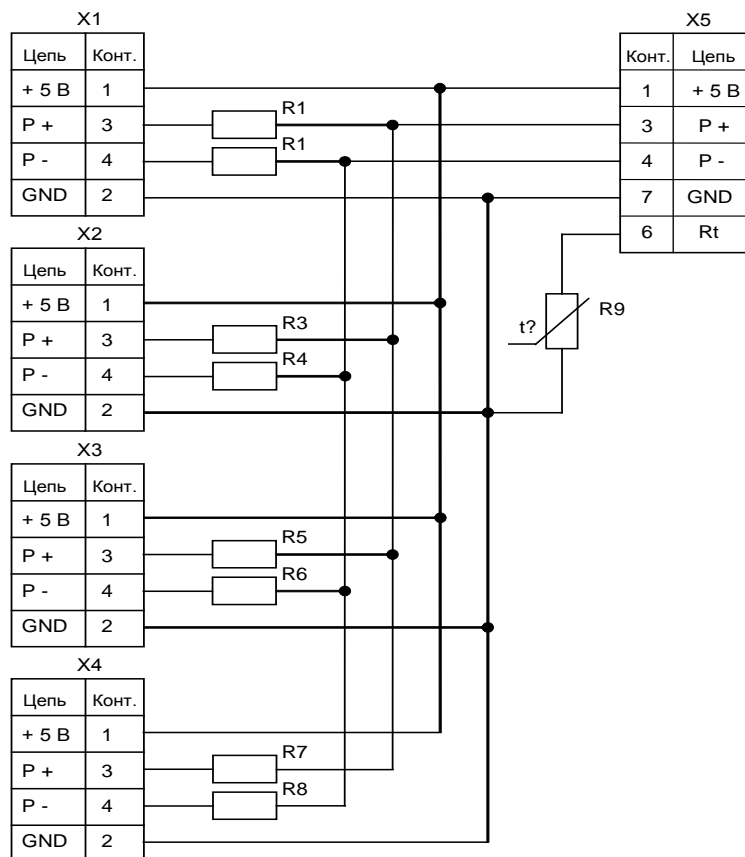 X1
Цепь Конт.
+ 5 В 1
P + 3
P - 4
GND 2
R1
R1
X5
Конт. Цепь
1 + 5 В
3 P +
4 P -
7 GND
6 Rt
t?
R9
X2
Цепь Конт.
+ 5 В 1
P + 3
P - 4
GND 2
R3
R4
X3
Цепь Конт.
+ 5 В 1
P + 3
P - 4
GND 2
R5
R6
X4
Цепь Конт.
+ 5 В 1
P + 3
P - 4
GND 2
R7
R8